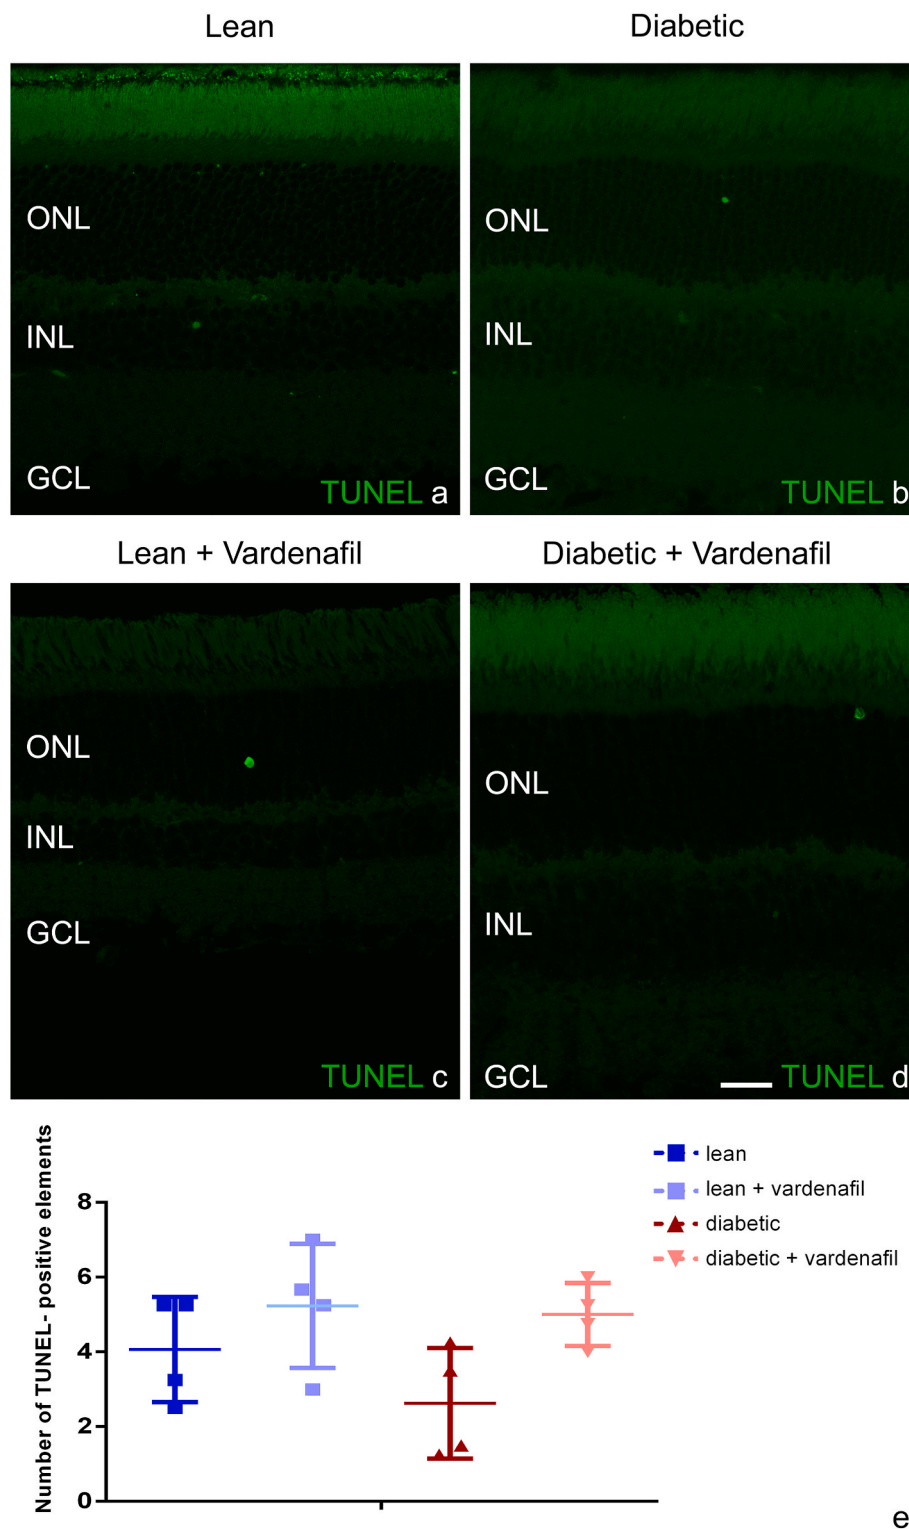 Lean
Diabetic
ONL
INL
GCL
TUNEL a
ONL
INL
GCL
TUNEL b
Lean + Vardenafil
Diabetic + Vardenafil
ONL
INL
GCL
TUNEL c
ONL
INL
GCL
TUNEL d
Number of TUNEL- positive elements
8
6
4
2
0
lean
lean + vardenafil
diabetic
diabetic + vardenafil
e